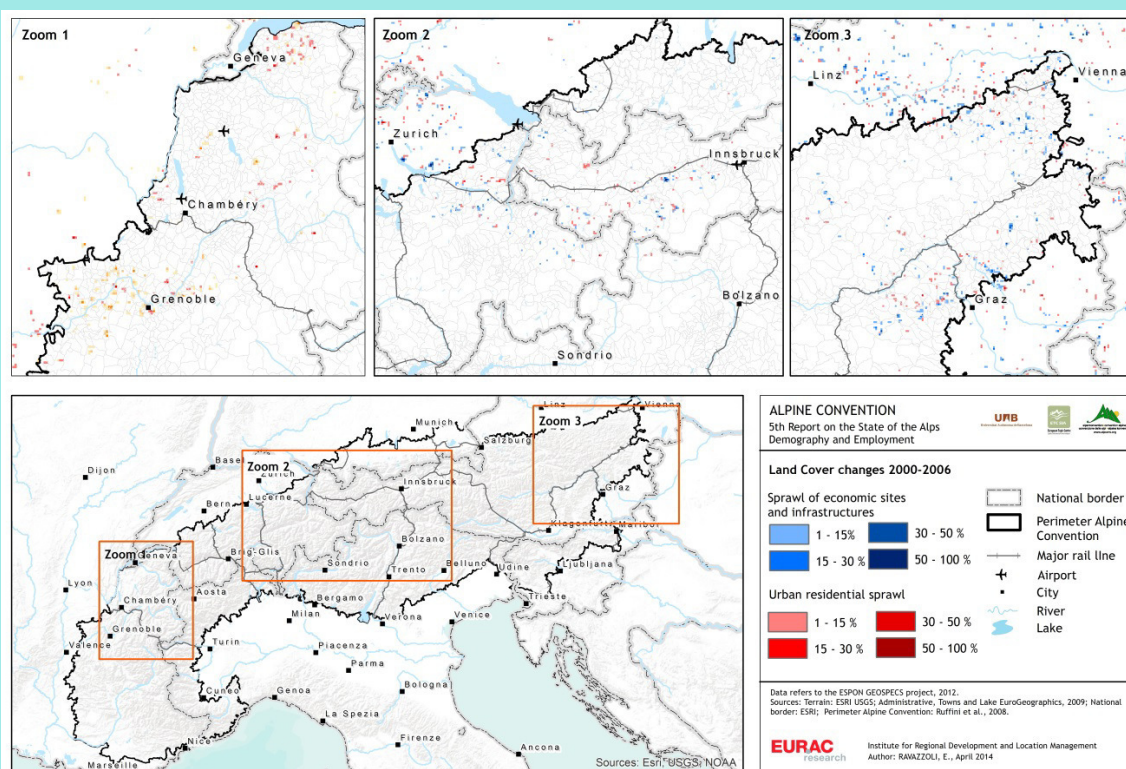 Zoom 1
Geneva
Chambéry
Grenoble
Zoom 2
Zurich
Innsbruck
Bolzano
Sondrio
Zoom 3
Linz
Vienna
Graz
Munich
Linz
Vienna
Zoom 3
Salzburg
Dijon
Zoom 2
Zurich
Innsbruck
Graz
Lucerne
Bern
Klagenfurt
Maribor
Zoom
Geneva
Brig-Glis
Bolzano
Sondrio
Trento
Belluno
Udine
Ljubljana
Lyon
Chambéry
Aosta
Bergamo
Trieste
Milan
Verona
Venice
Grenoble
Valence
Turin
Piacenza
Parma
Cuneo
Genoa
Bologna
La Spezia
Nice
Firenze
Ancona
Marseille
Sources: Esri, USGS, NOAA
ALPINE CONVENTION
5th Report on the State of the Alps
Demography and Employment
Land Cover changes 2000-2006
Sprawl of economic sites
and infrastructures
1 - 15%
30 - 50 %
15 - 30 %
50 - 100 %
Urban residential sprawl
1 - 15 %
30 - 50 %
15 - 30 %
50 - 100 %
National border
Perimeter Alpine
Convention
Major rail line
Airport
City
River
Lake
Data refers to the ESPON GEOSPECS project, 2012.
Sources: Terrain: ESRI USGS; Administrative, Towns and Lake EuroGeographics, 2009; National
border: ESRI; Perimeter Alpine Convention: Ruffini et al., 2008.
EURAC
research
Institute for Regional Development and Location Management
Author: RAVAZZOLI, E., April 2014